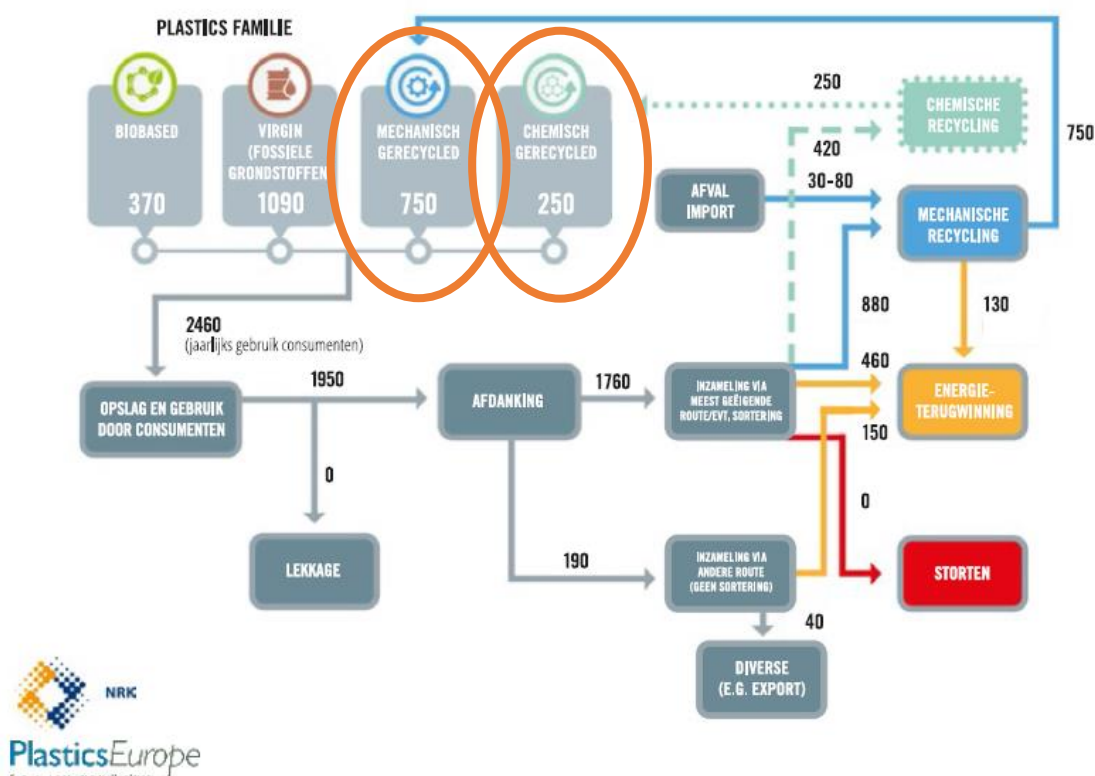 PLASTICS FAMILIE
BIOBASED
370
VIRGIN
(FOSSIELE
GRONDSTOFFEN
1090
MECHANISCH
GERECYCLED
750
CHEMISCH
GERECYCLED
250
250
CHEMISCHE
RECYCLING
750
420
AFVAL
IMPORT
30-80
MECHANISCHE
RECYCLING
880
130
2460
(jaarlijks gebruik consumenten)
OPSLAG EN GEBRUIK
DOOR CONSUMENTEN
1950
AFDANKING
1760
INZAMELING VIA
MEEST GEËIGENDE
ROUTE/EVT. SORTERING
460
ENERGIE-
TERUGWINNING
150
0
0
LEKKAGE
190
INZAMELING VIA
ANDERE ROUTE
(GEEN SORTERING)
STORTEN
40
DIVERSE
(E.G. EXPORT)
NRK
PlasticsEurope